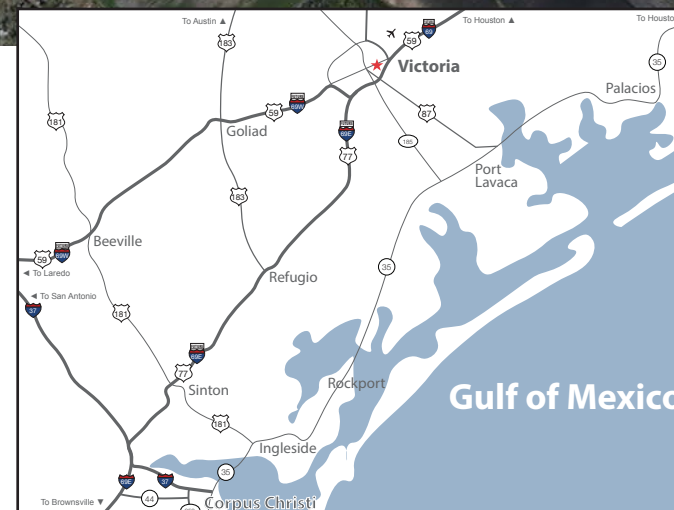 To Austin ▲
To Houston ▲
To Housto
183
59
69
35
Victoria
Palacios
181
59
69W
87
Goliad
69E
185
77
Port
Lavaca
183
Beeville
59
69W
◄ To Laredo
35
Refugio
◄ To San Antonio
37
181
69E
77
Sinton
Rockport
Gulf of Mexico
181
Ingleside
35
69E
37
44
To Brownsville ▼
Corpus Christi